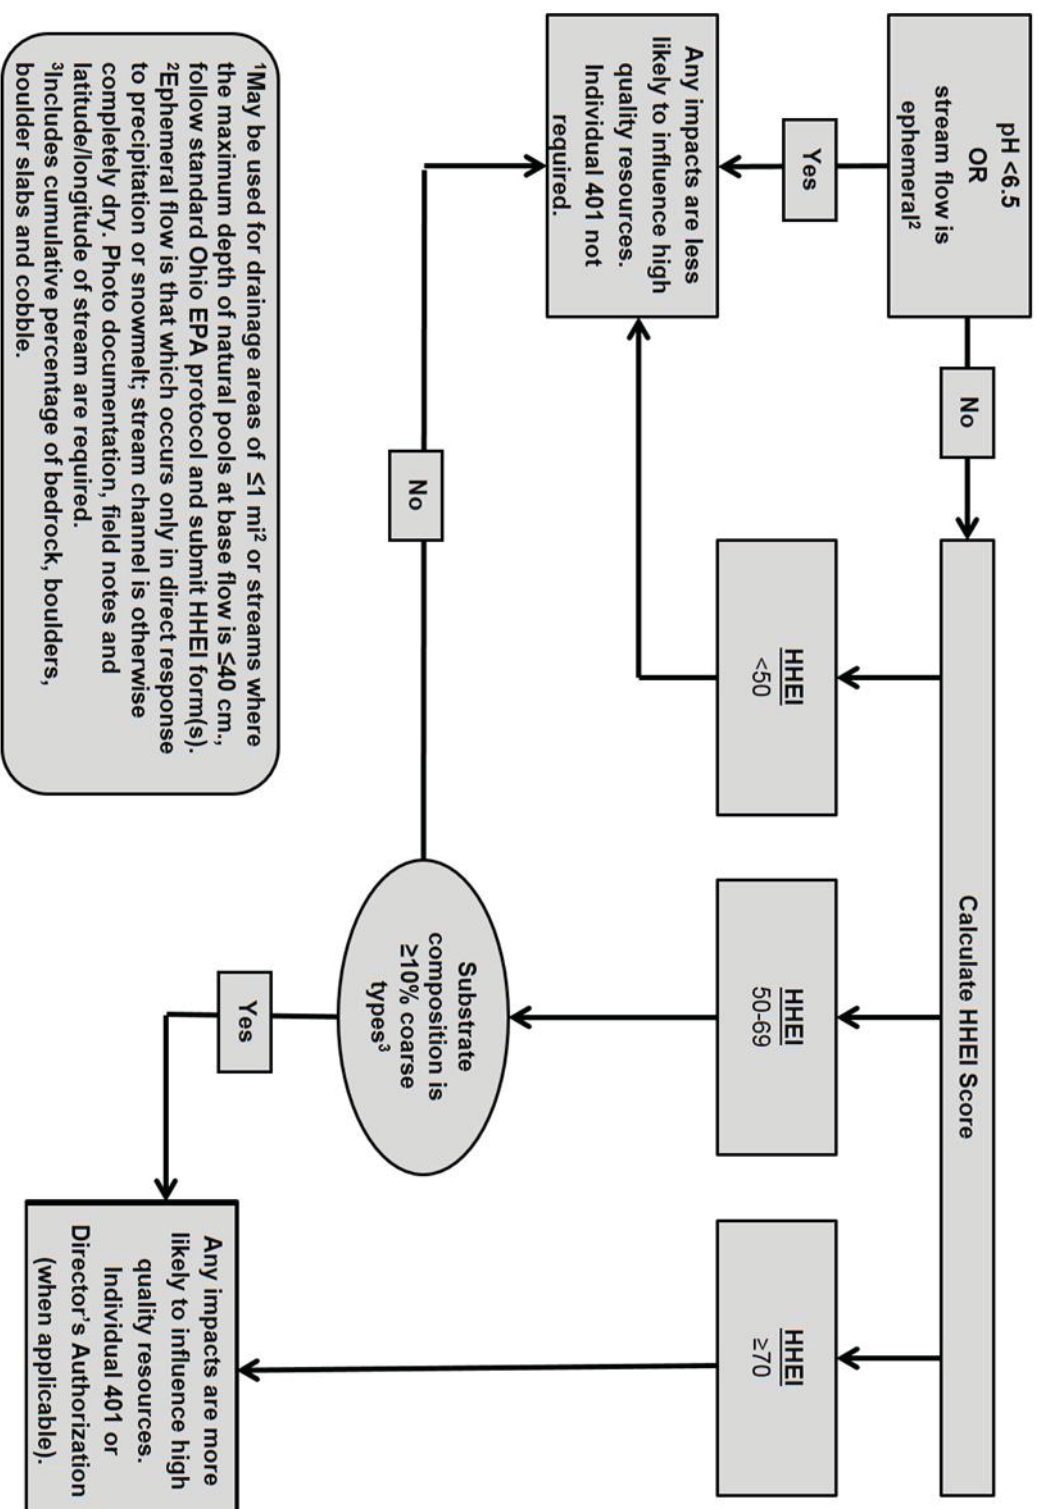 pH <6.5
OR
stream flow is
ephemeral²
No
Calculate HHEI Score
Yes
HHEI
<50
HHEI
50-69
HHEI
≥70
Any impacts are less
likely to influence high
quality resources.
Individual 401 not
required.
Substrate
composition is
≥10% coarse
types³
No
Yes
Any impacts are more
likely to influence high
quality resources.
Individual 401 or
Director's Authorization
(when applicable).
¹May be used for drainage areas of ≤1 mi² or streams where
the maximum depth of natural pools at base flow is ≤40 cm.,
follow standard Ohio EPA protocol and submit HHEI form(s).
²Ephemeral flow is that which occurs only in direct response
to precipitation or snowmelt; stream channel is otherwise
completely dry. Photo documentation, field notes and
latitude/longitude of stream are required.
³Includes cumulative percentage of bedrock, boulders,
boulder slabs and cobble.